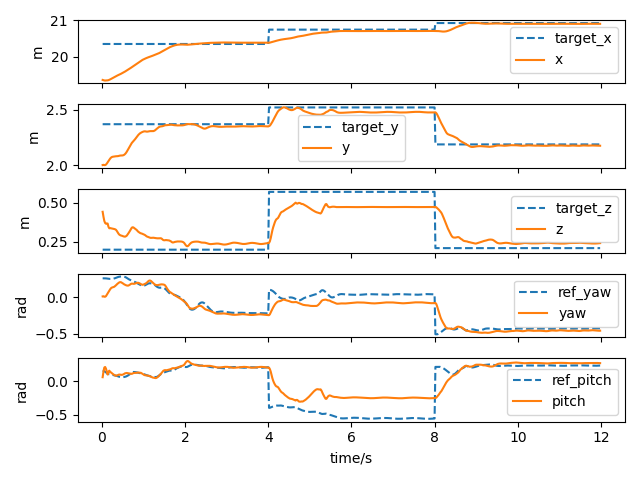 21
20
m
target_x
x
2.5
2.0
m
target_y
y
0.50
0.25
m
target_z
z
0.0
−0.5
rad
ref_yaw
yaw
0.0
−0.5
rad
ref_pitch
pitch
0 2 4 6 8 10 12
time/s